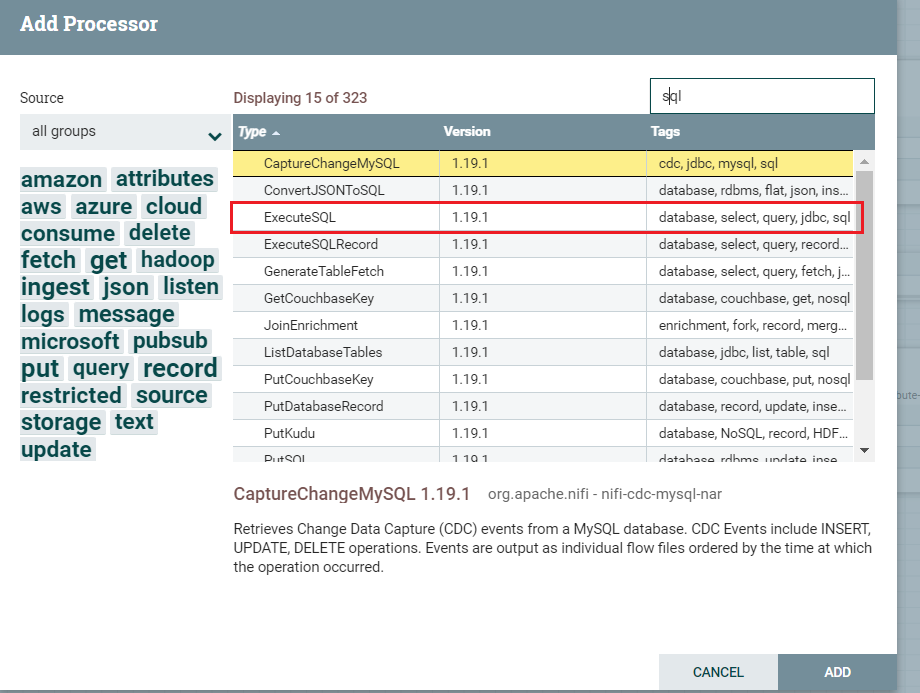 Add Processor
Source
Displaying 15 of 323
sql
all groups
Type Version Tags
CaptureChangeMySQL 1.19.1 cdc, jdbc, mysql, sql
ConvertJSONToSQL 1.19.1 database, rdbms, flat, json, ins...
ExecuteSQL 1.19.1 database, select, query, jdbc, sql
ExecuteSQLRecord 1.19.1 database, select, query, record...
GenerateTableFetch 1.19.1 database, select, query, fetch, j...
GetCouchbaseKey 1.19.1 database, couchbase, get, nosql
JoinEnrichment 1.19.1 enrichment, fork, record, merg...
ListDatabaseTables 1.19.1 database, jdbc, list, table, sql
PutCouchbaseKey 1.19.1 database, couchbase, put, nosql
PutDatabaseRecord 1.19.1 database, record, update, inse...
PutKudu 1.19.1 database, NoSQL, record, HDF...
PutSQL 1.19.1 database, rdbms, update, inse...
amazon attributes
aws azure cloud
consume delete
fetch get hadoop
ingest json listen
logs message
microsoft pubsub
put query record
restricted source
storage text
update
CaptureChangeMySQL 1.19.1 org.apache.nifi - nifi-cdc-mysql-nar
Retrieves Change Data Capture (CDC) events from a MySQL database. CDC Events include INSERT,
UPDATE, DELETE operations. Events are output as individual flow files ordered by the time at which
the operation occurred.
CANCEL ADD